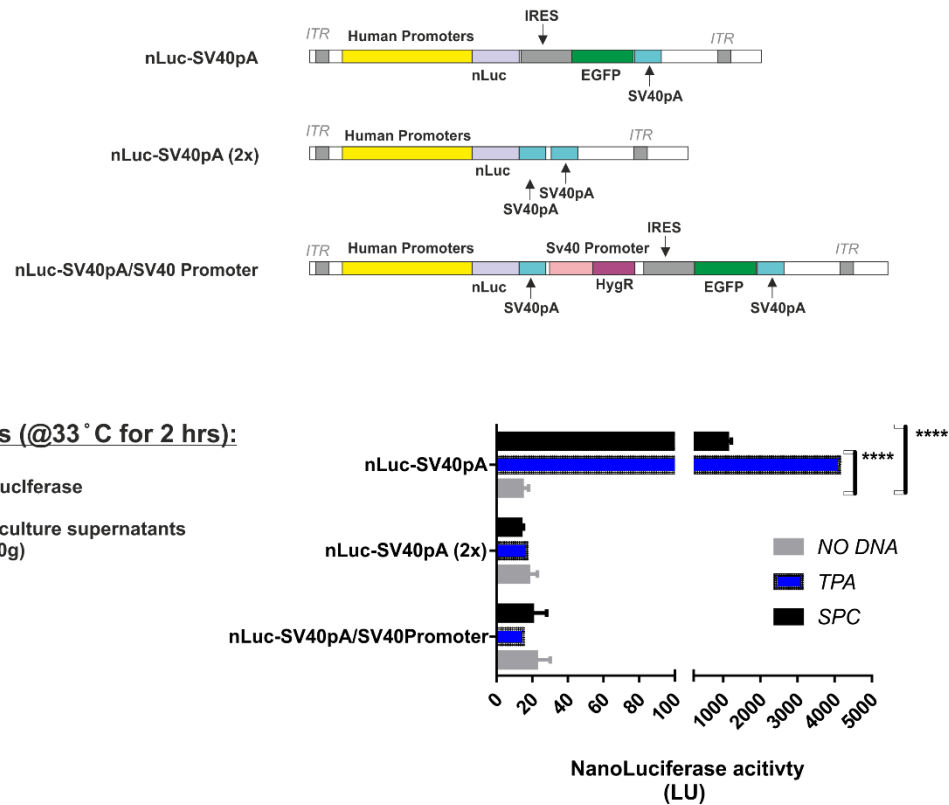 IRES
ITR Human Promoters ITR
nLuc-SV40pA
nLuc EGFP
SV40pA
ITR Human Promoters ITR
nLuc-SV40pA (2x)
nLuc SV40pA
SV40pA
IRES
ITR Human Promoters Sv40 Promoter ITR
nLuc-SV40pA/SV40 Promoter
nLuc HygR EGFP
SV40pA SV40pA
s (@33°C for 2 hrs):
uclferase
culture supernatants
0g)
nLuc-SV40pA
nLuc-SV40pA (2x)
nLuc-SV40pA/SV40Promoter
****
****
NO DNA
TPA
SPC
0 20 40 60 80 100 1000 2000 3000 4000 5000
NanoLuciferase acitivty
(LU)